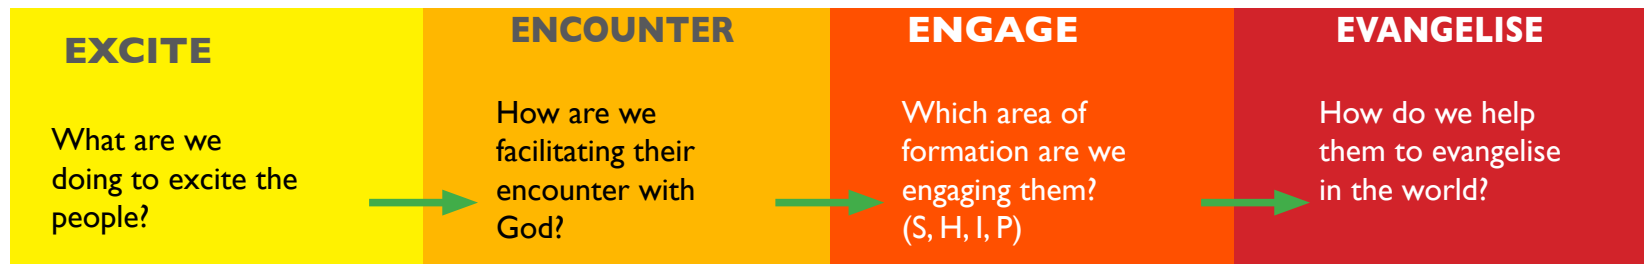 EXCITE
What are we
doing to excite the
people?
ENCOUNTER
How are we
facilitating their
encounter with
God?
ENGAGE
Which area of
formation are we
engaging them?
(S, H, I, P)
EVANGELISE
How do we help
them to evangelise
in the world?